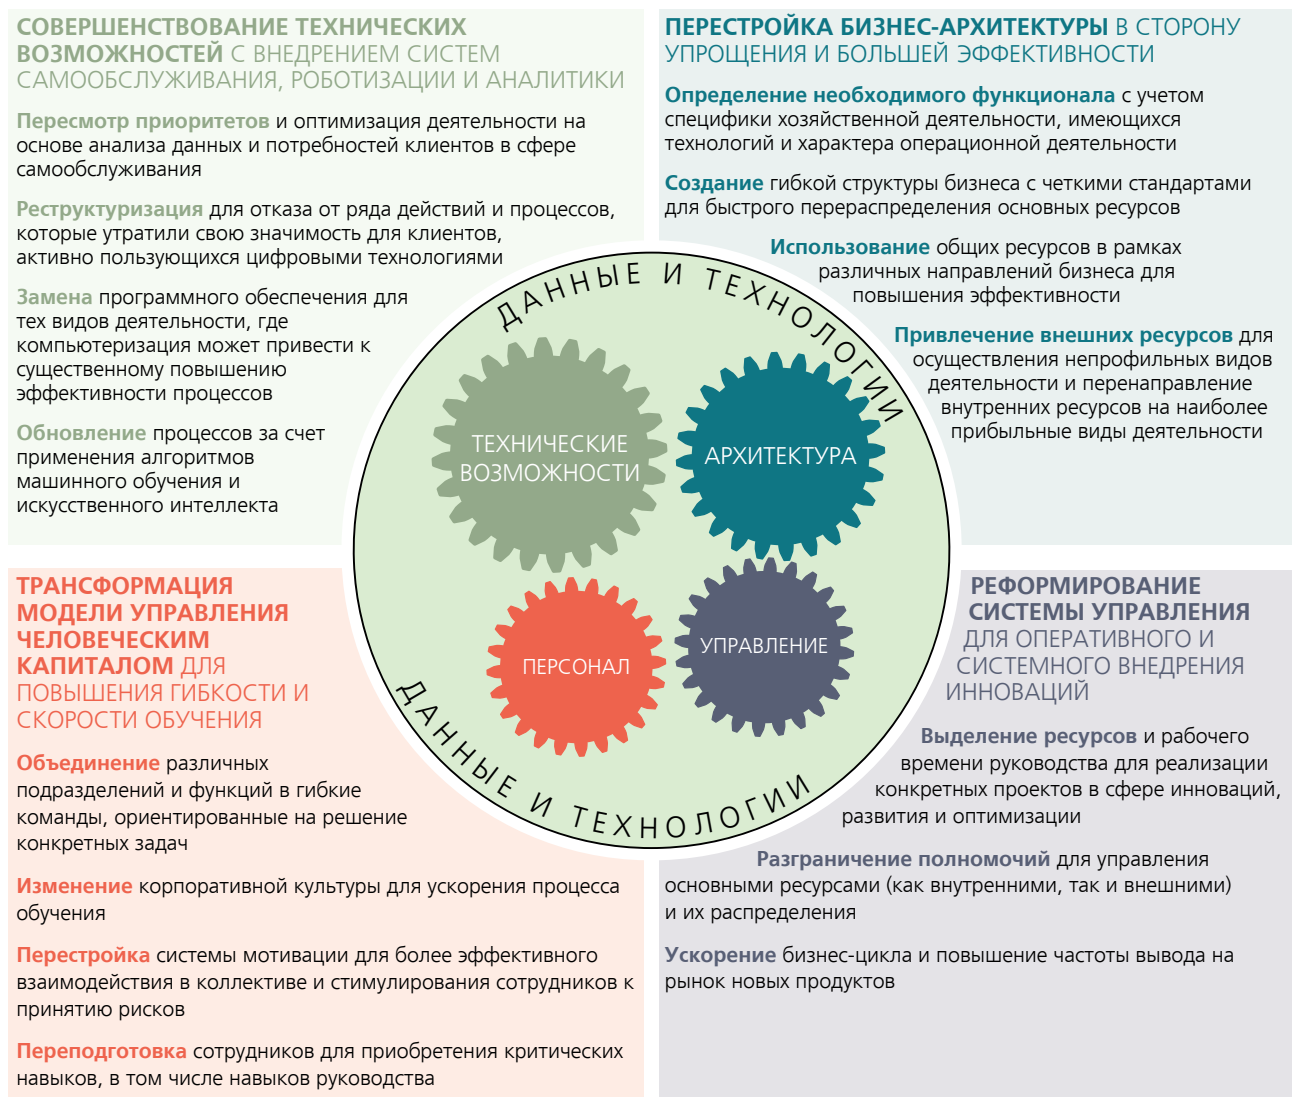 СОВЕРШЕНСТВОВАНИЕ ТЕХНИЧЕСКИХ
ВОЗМОЖНОСТЕЙ С ВНЕДРЕНИЕМ СИСТЕМ
САМООБСЛУЖИВАНИЯ, РОБОТИЗАЦИИ И АНАЛИТИКИ
Пересмотр приоритетов и оптимизация деятельности на
основе анализа данных и потребностей клиентов в сфере
самообслуживания
Реструктуризация для отказа от ряда действий и процессов,
которые утратили свою значимость для клиентов,
активно пользующихся цифровыми технологиями
Замена программного обеспечения для
тех видов деятельности, где
компьютеризация может привести к
существенному повышению
эффективности процессов
Обновление процессов за счет
применения алгоритмов
машинного обучения и
искусственного интеллекта
ПЕРЕСТРОЙКА БИЗНЕС-АРХИТЕКТУРЫ В СТОРОНУ
УПРОЩЕНИЯ И БОЛЬШЕЙ ЭФФЕКТИВНОСТИ
Определение необходимого функционала с учетом
специфики хозяйственной деятельности, имеющихся
технологий и характера операционной деятельности
Создание гибкой структуры бизнеса с четкими стандартами
для быстрого перераспределения основных ресурсов
Использование общих ресурсов в рамках
различных направлений бизнеса для
повышения эффективности
Привлечение внешних ресурсов для
осуществления непрофильных видов
деятельности и перенаправление
внутренних ресурсов на наиболее
прибыльные виды деятельности
ДАННЫЕ И ТЕХНОЛОГИИ
ТЕХНИЧЕСКИЕ
ВОЗМОЖНОСТИ
АРХИТЕКТУРА
ПЕРСОНАЛ
УПРАВЛЕНИЕ
ДАННЫЕ И ТЕХНОЛОГИИ
ТРАНСФОРМАЦИЯ
МОДЕЛИ УПРАВЛЕНИЯ
ЧЕЛОВЕЧЕСКИМ
КАПИТАЛОМ ДЛЯ
ПОВЫШЕНИЯ ГИБКОСТИ И
СКОРОСТИ ОБУЧЕНИЯ
Объединение различных
подразделений и функций в гибкие
команды, ориентированные на решение
конкретных задач
Изменение корпоративной культуры для ускорения процесса
обучения
Перестройка системы мотивации для более эффективного
взаимодействия в коллективе и стимулирования сотрудников к
принятию рисков
Переподготовка сотрудников для приобретения критических
навыков, в том числе навыков руководства
РЕФОРМИРОВАНИЕ
СИСТЕМЫ УПРАВЛЕНИЯ
ДЛЯ ОПЕРАТИВНОГО И
СИСТЕМНОГО ВНЕДРЕНИЯ
ИННОВАЦИЙ
Выделение ресурсов и рабочего
времени руководства для реализации
конкретных проектов в сфере инноваций,
развития и оптимизации
Разграничение полномочий для управления
основными ресурсами (как внутренними, так и внешними)
и их распределения
Ускорение бизнес-цикла и повышение частоты вывода на
рынок новых продуктов